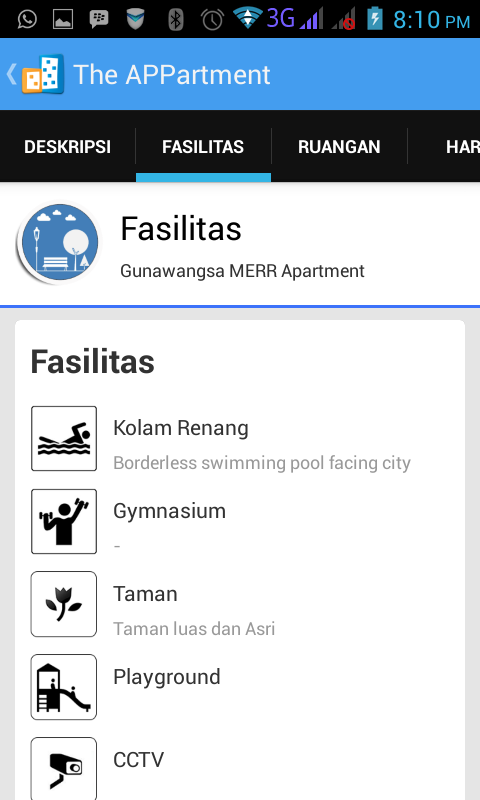 3G 8:10 PM
The APPartment
DESKRIPSI FASILITAS RUANGAN HAR
Fasilitas
Gunawangsa MERR Apartment
Fasilitas
Kolam Renang
Borderless swimming pool facing city
Gymnasium
-
Taman
Taman luas dan Asri
Playground
CCTV